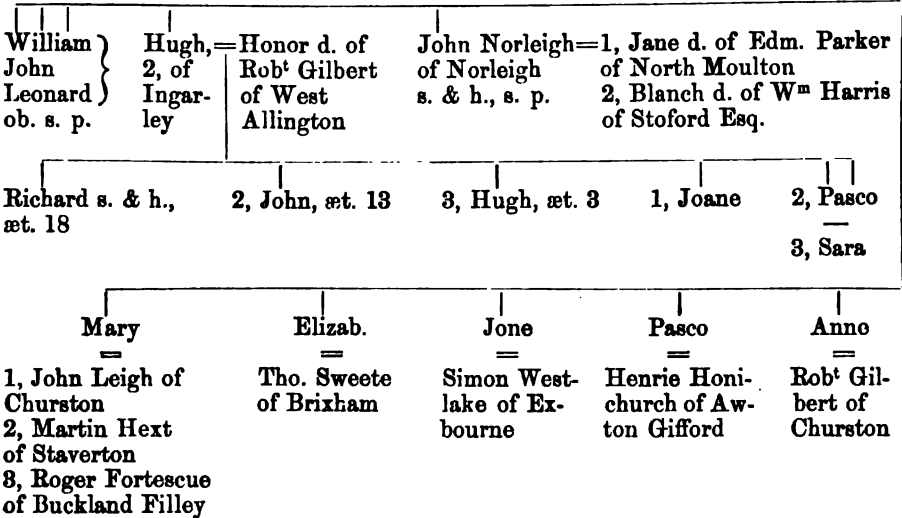 William
John
Leonard
ob. s. p.
Hugh,=Honor d. of
2, of Robᵗ Gilbert
Ingar- of West
ley Allington
John Norleigh=1, Jane d. of Edm. Parker
of Norleigh of North Moulton
s. & h., s. p. 2, Blanch d. of Wᵐ Harris
of Stoford Esq.
Richard s. & h.,
æt. 18
2, John, æt. 13
3, Hugh, æt. 3
1, Joane
2, Pasco
3, Sara
Mary
=
1, John Leigh of
Churston
2, Martin Hext
of Staverton
3, Roger Fortescue
of Buckland Filley
Elizab.
=
Tho. Sweete
of Brixham
Jone
=
Simon West-
lake of Ex-
bourne
Pasco
=
Henrie Honi-
church of Aw-
ton Gifford
Anne
=
Robᵗ Gil-
bert of
Churston